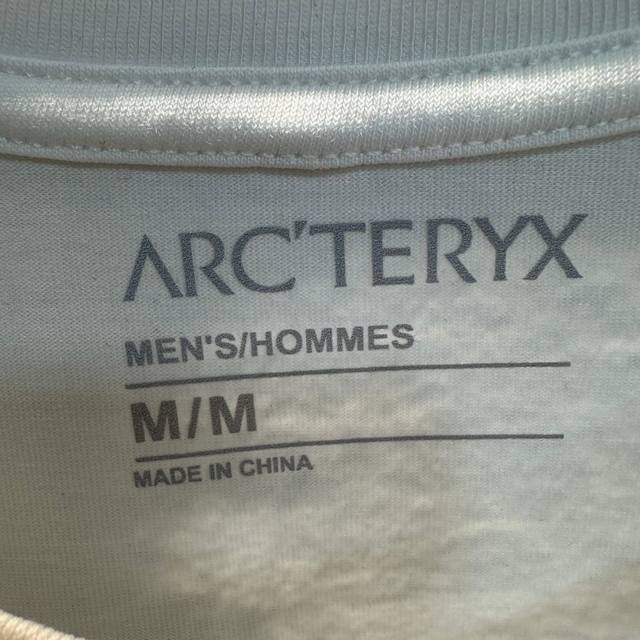 ARC'TERYX
MEN'S/HOMMES
M/M
MADE IN CHINA